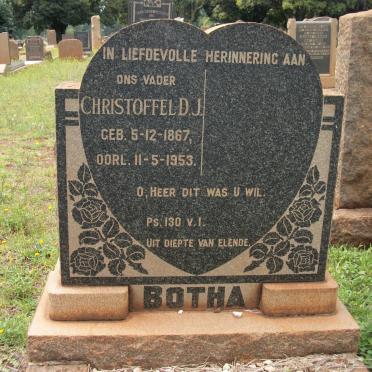 IN LIEFDEVOLLE HERINNERING AAN
ONS VADER
CHRISTOFFEL D.J.
GEB. 5-12-1867,
OORL. 11-5-1953.
O, HEER DIT WAS U WIL.
PS. 130 V. 1.
UIT DIEPTE VAN ELENDE.
BOTHA